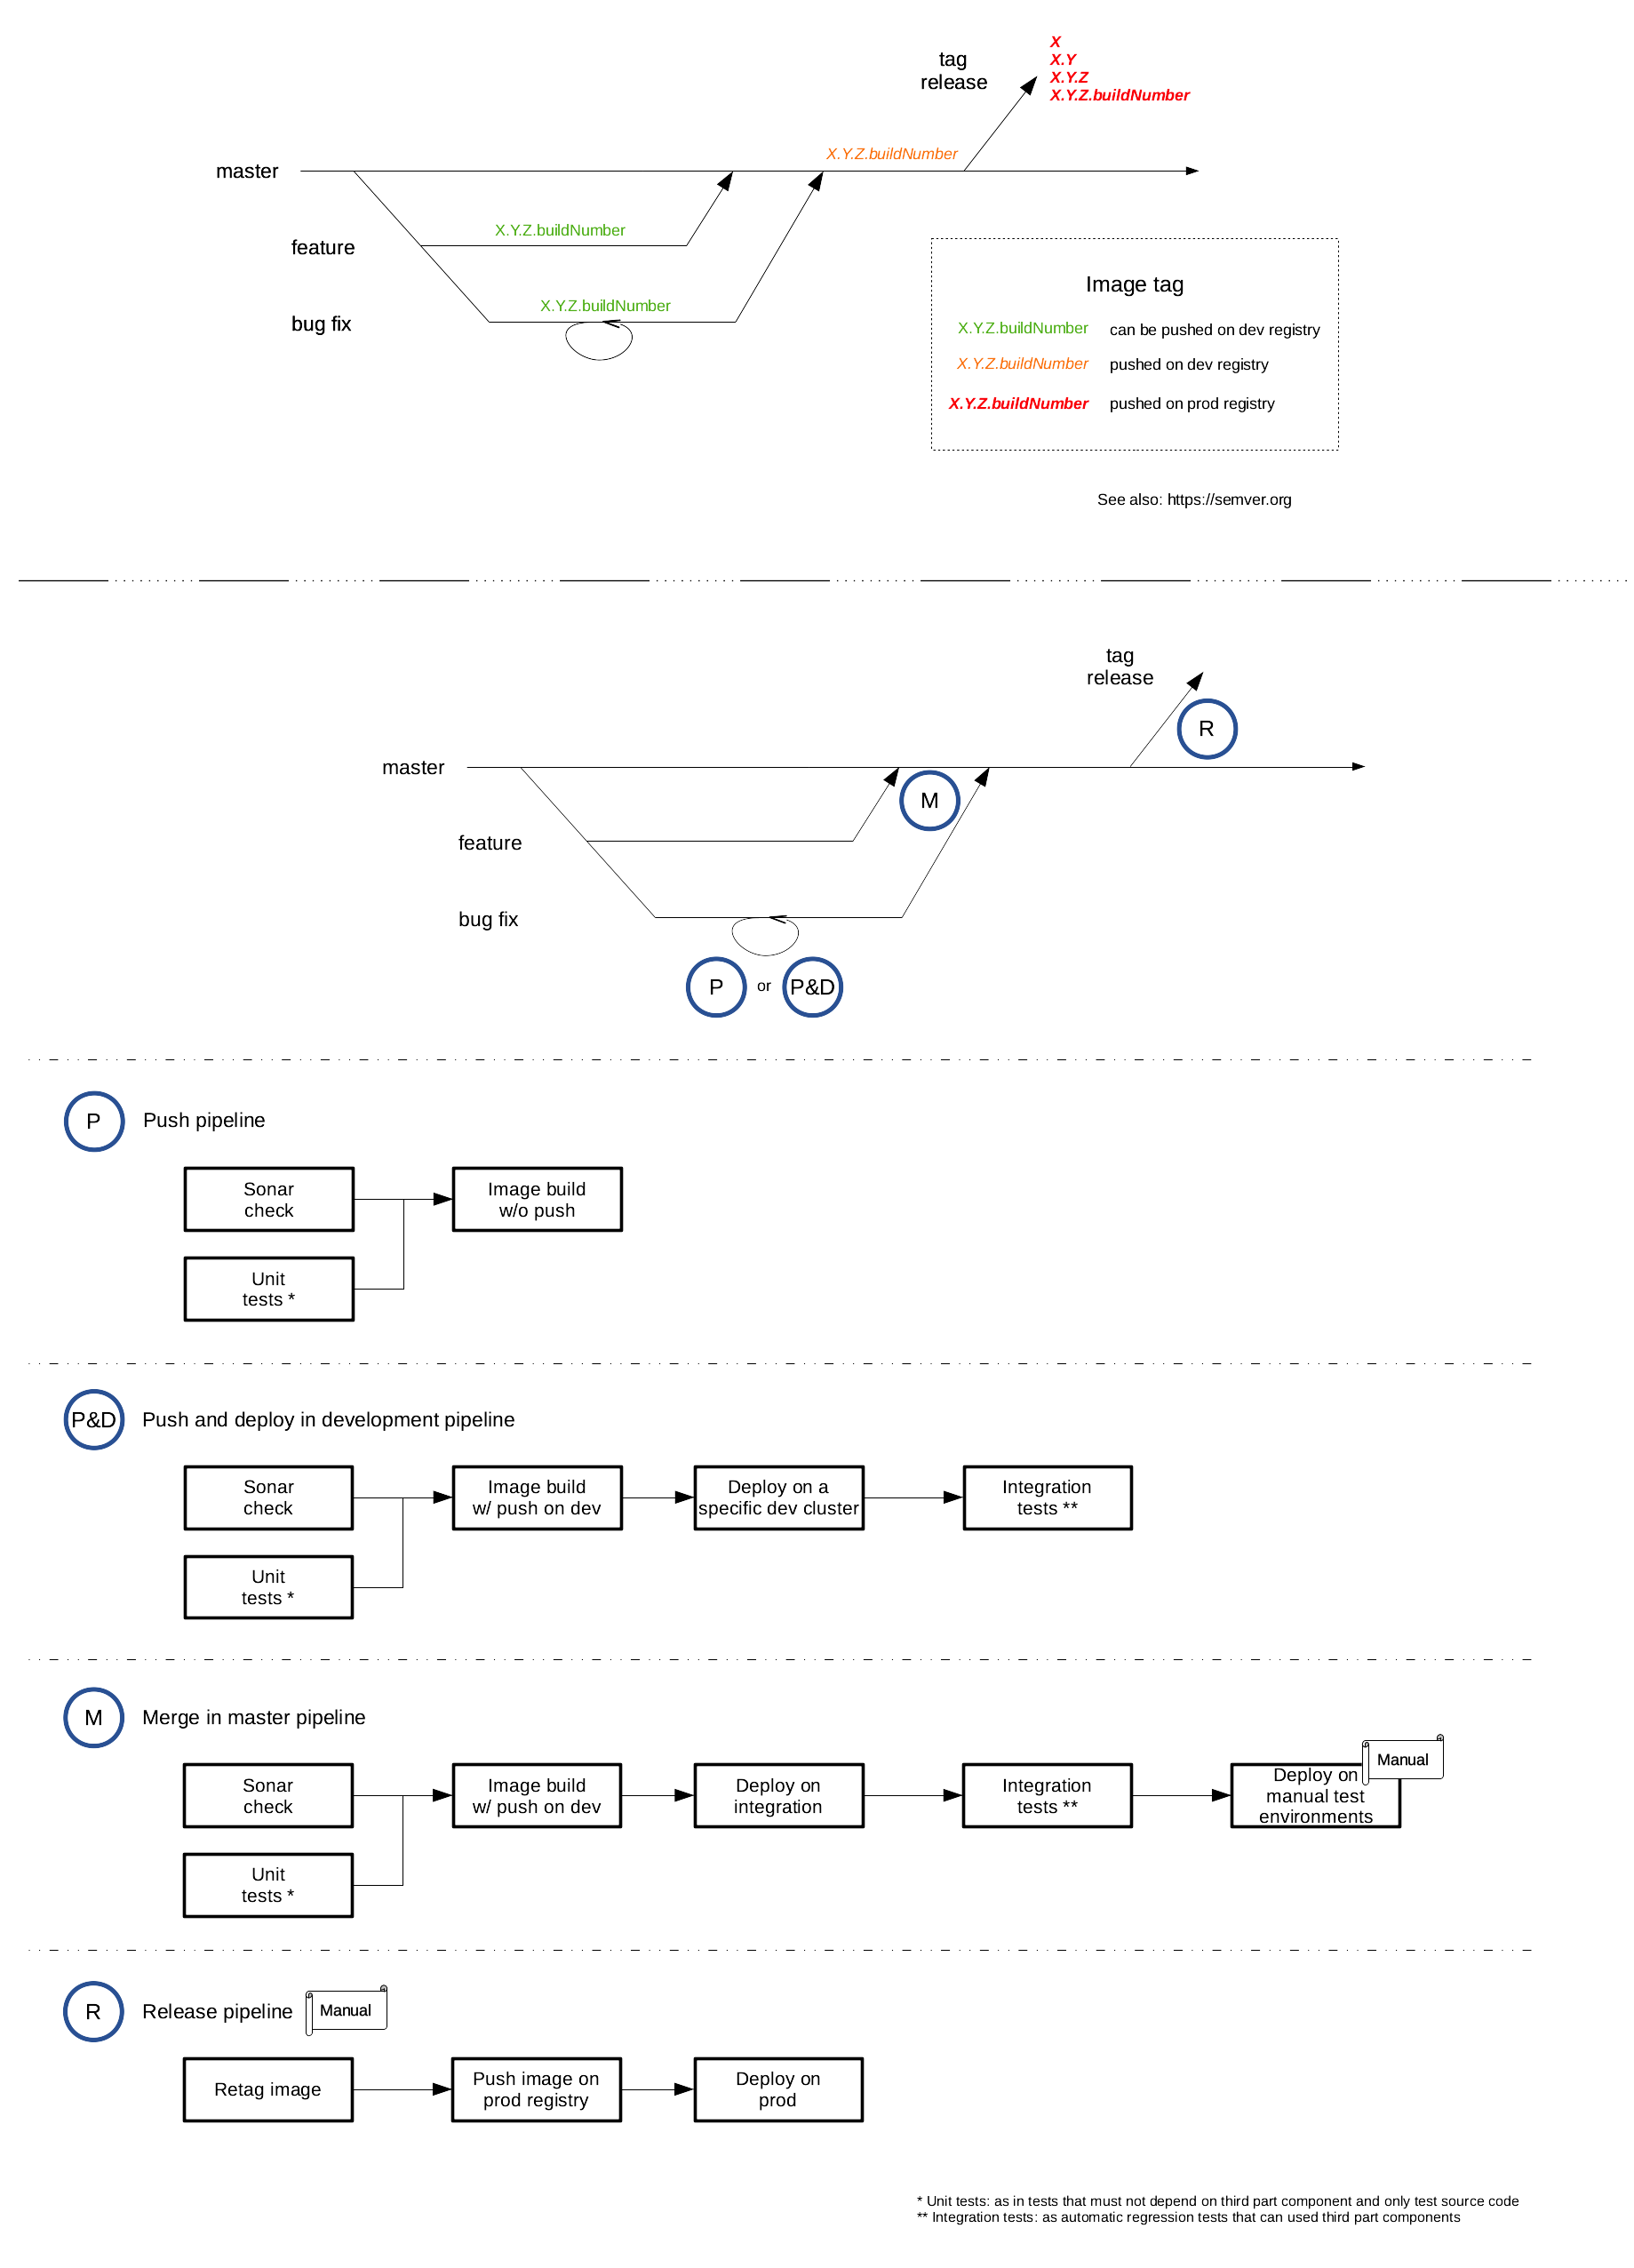 tag
release
X
X.Y
X.Y.Z
X.Y.Z.buildNumber
X.Y.Z.buildNumber
master
X.Y.Z.buildNumber
feature
X.Y.Z.buildNumber
bug fix
Image tag
X.Y.Z.buildNumber can be pushed on dev registry
X.Y.Z.buildNumber pushed on dev registry
X.Y.Z.buildNumber pushed on prod registry
See also: https://semver.org
tag
release
R
master
M
feature
bug fix
P or P&D
P Push pipeline
Sonar
check
Image build
w/o push
Unit
tests *
P&D Push and deploy in development pipeline
Sonar
check
Image build
w/ push on dev
Deploy on a
specific dev cluster
Integration
tests **
Unit
tests *
M Merge in master pipeline
Sonar
check
Image build
w/ push on dev
Deploy on
integration
Integration
tests **
Manual
Deploy on
manual test
environments
Unit
tests *
R Release pipeline Manual
Retag image
Push image on
prod registry
Deploy on
prod
* Unit tests: as in tests that must not depend on third part component and only test source code
** Integration tests: as automatic regression tests that can used third part components